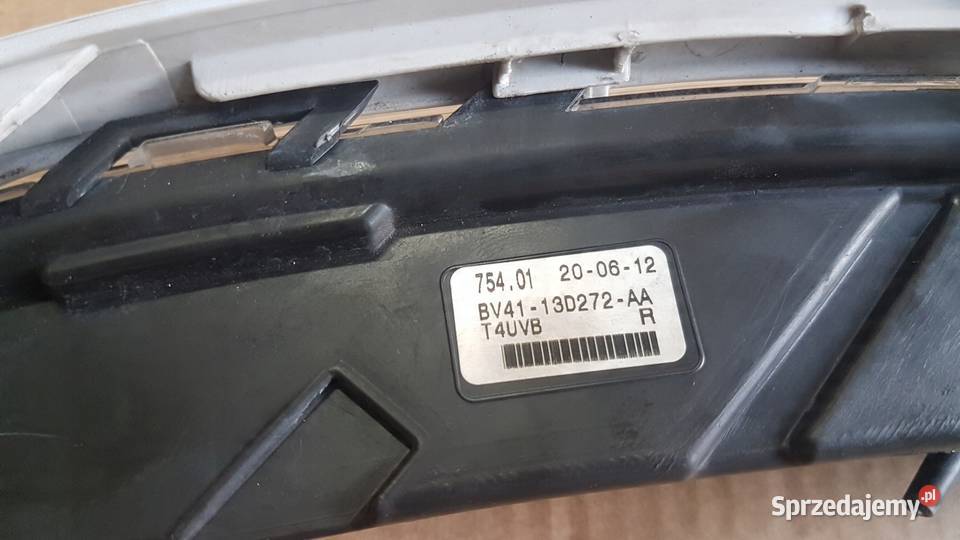 754.01 20-06-12
BV41-13D272-AA
T4UVB R
Sprzedajemy.pl